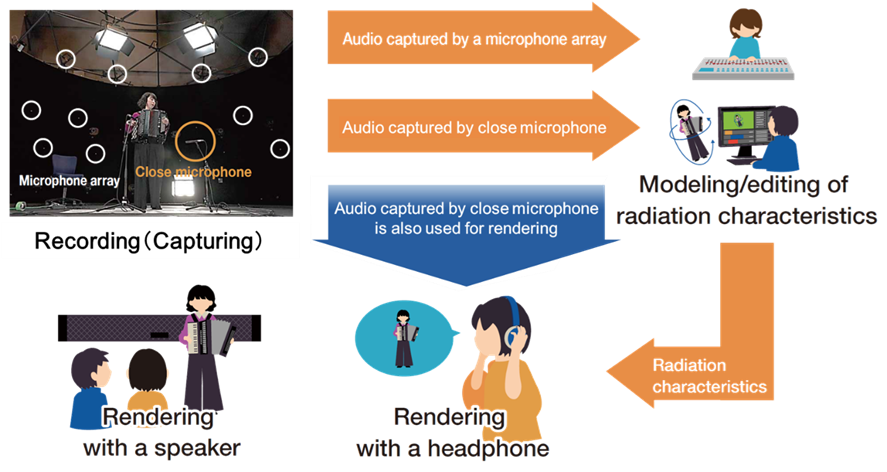 Audio captured by a microphone array
Audio captured by close microphone
Close microphone
Microphone array
Modeling/editing of
radiation characteristics
Audio captured by close microphone
is also used for rendering
Recording(Capturing)
Radiation
characteristics
Rendering
with a speaker
Rendering
with a headphone